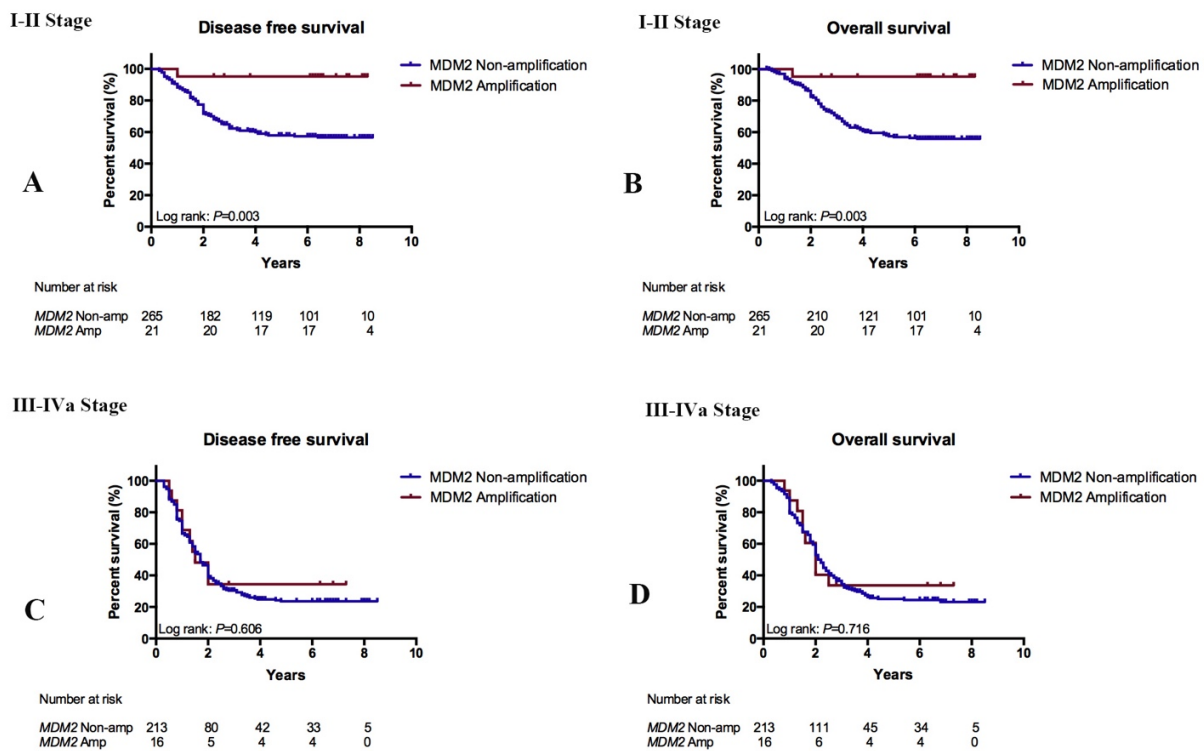 I-II Stage
Disease free survival
MDM2 Non-amplification
MDM2 Amplification
Percent survival (%)
100
80
60
40
20
0
Log rank: P=0.003
0 2 4 6 8 10
Years
A
Number at risk
MDM2 Non-amp 265 182 119 101 10
MDM2 Amp 21 20 17 17 4
I-II Stage
Overall survival
MDM2 Non-amplification
MDM2 Amplification
Percent survival (%)
100
80
60
40
20
0
Log rank: P=0.003
0 2 4 6 8 10
Years
B
Number at risk
MDM2 Non-amp 265 210 121 101 10
MDM2 Amp 21 20 17 17 4
III-IVa Stage
Disease free survival
MDM2 Non-amplification
MDM2 Amplification
Percent survival (%)
100
80
60
40
20
0
Log rank: P=0.606
0 2 4 6 8 10
Years
C
Number at risk
MDM2 Non-amp 213 80 42 33 5
MDM2 Amp 16 5 4 4 0
III-IVa Stage
Overall survival
MDM2 Non-amplification
MDM2 Amplification
Percent survival (%)
100
80
60
40
20
0
Log rank: P=0.716
0 2 4 6 8 10
Years
D
Number at risk
MDM2 Non-amp 213 111 45 34 5
MDM2 Amp 16 6 4 4 0